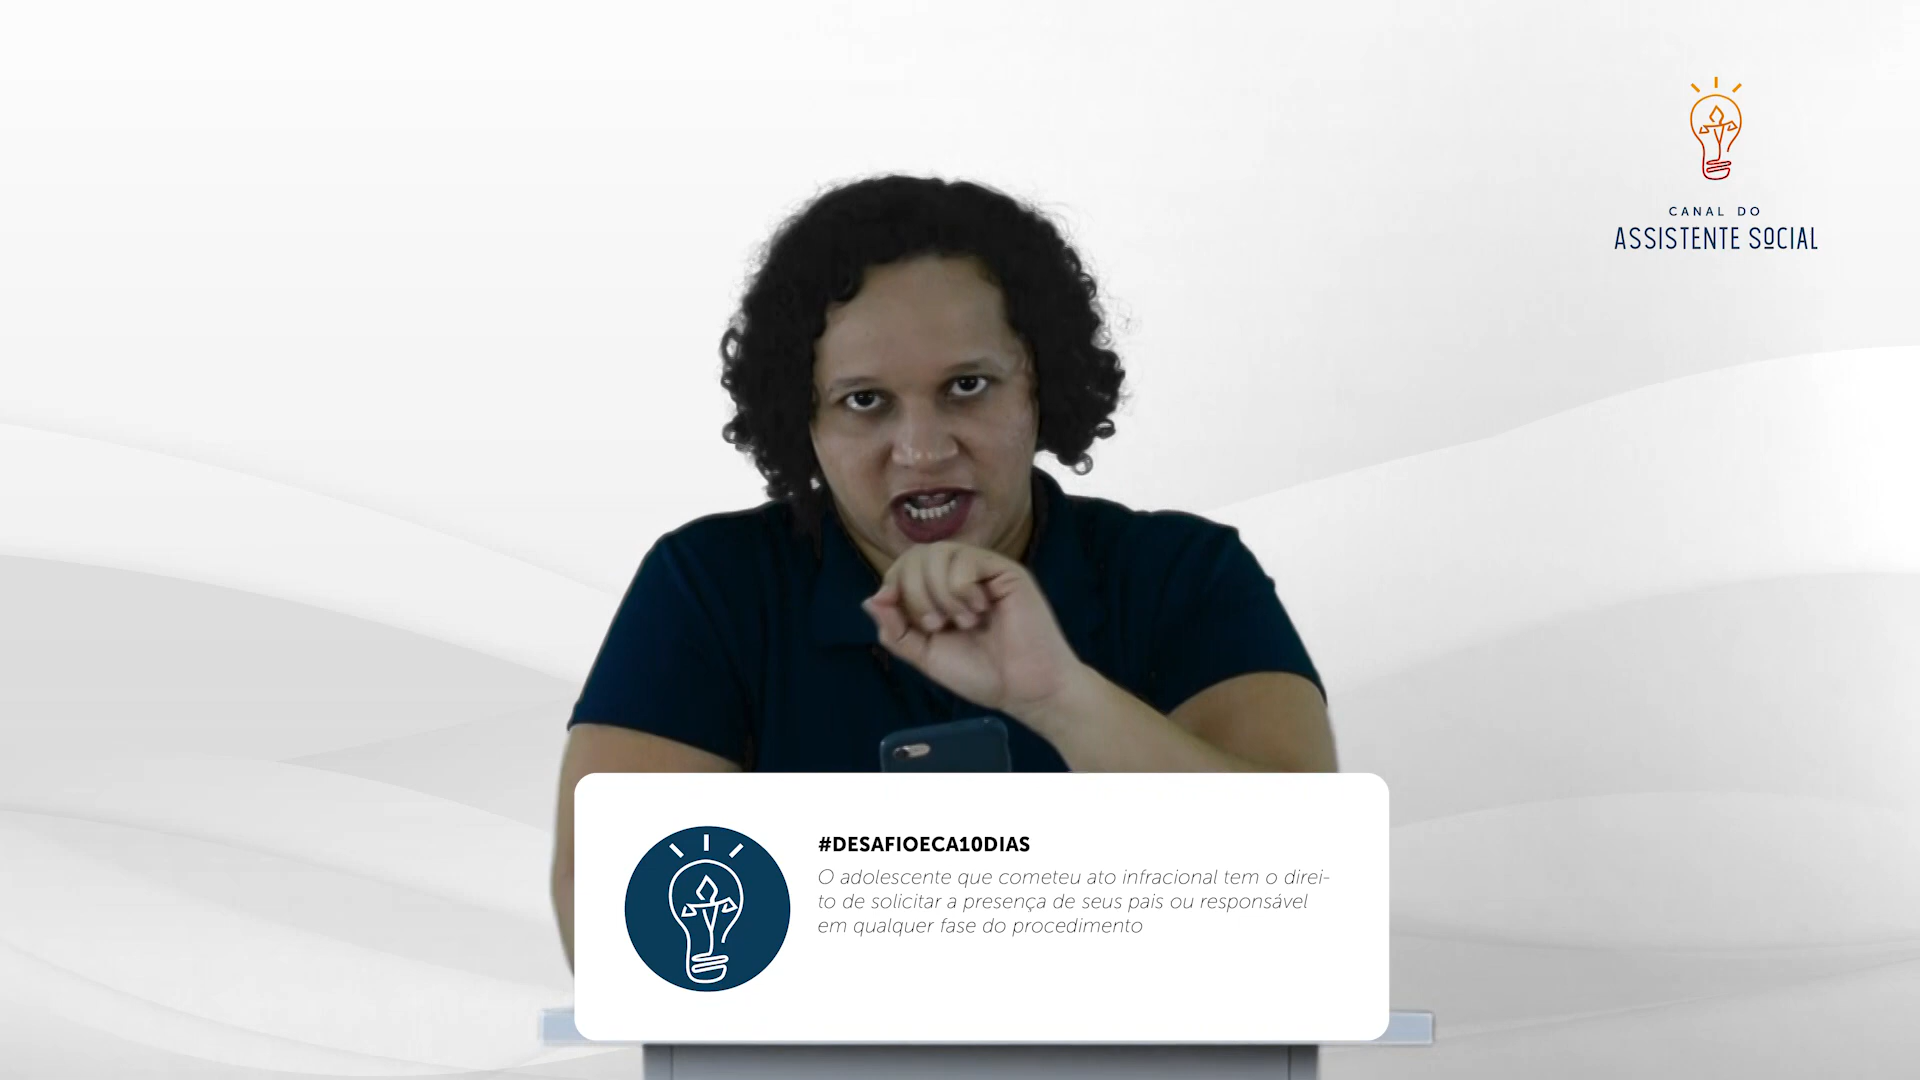 CANAL DO
ASSISTENTE SOCIAL
#DESAFIOECA10DIAS
O adolescente que cometeu ato infracional tem o direi-
to de solicitar a presença de seus pais ou responsável
em qualquer fase do procedimento